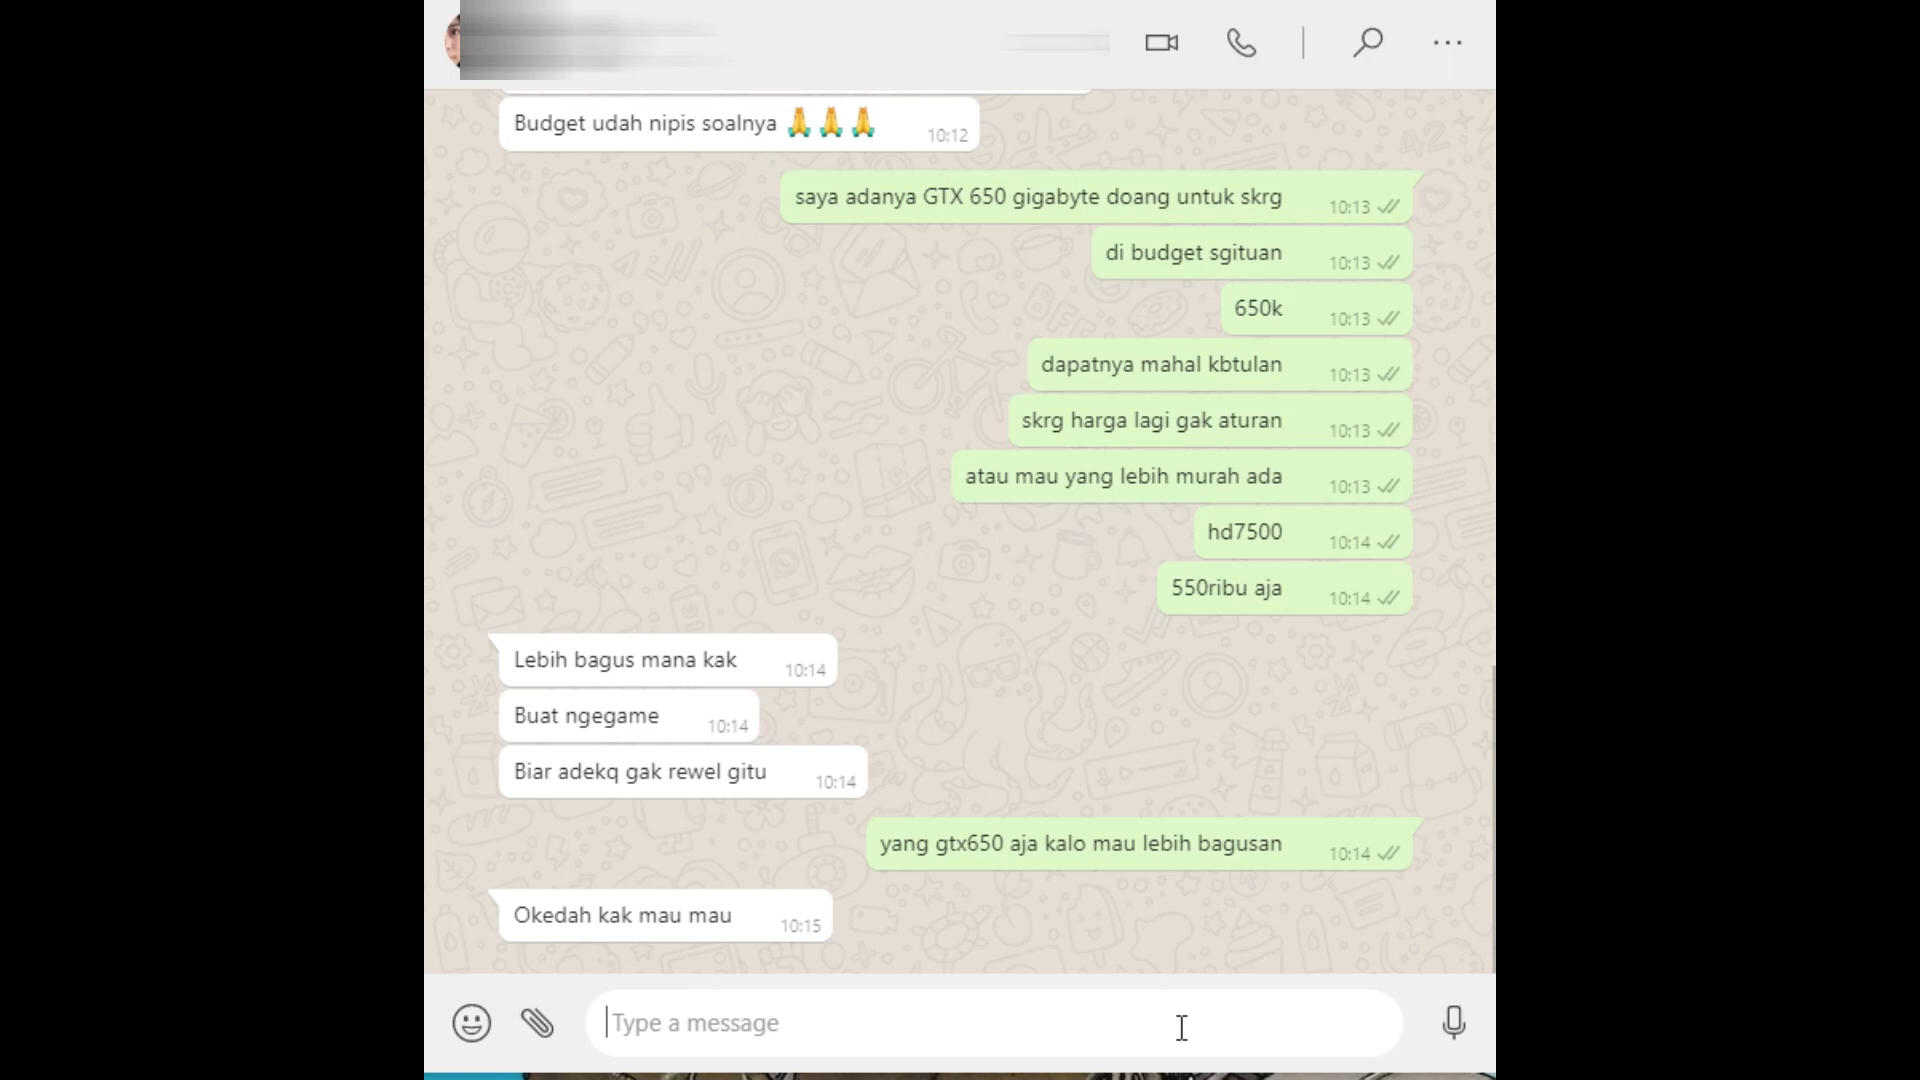 Budget udah nipis soalnya 🙏🙏🙏 10:12
saya adanya GTX 650 gigabyte doang untuk skrg 10:13
di budget sgituan 10:13
650k 10:13
dapatnya mahal kbtulan 10:13
skrg harga lagi gak aturan 10:13
atau mau yang lebih murah ada 10:13
hd7500 10:14
550ribu aja 10:14
Lebih bagus mana kak 10:14
Buat ngegame 10:14
Biar adekq gak rewel gitu 10:14
yang gtx650 aja kalo mau lebih bagusan 10:14
Okedah kak mau mau 10:15
Type a message